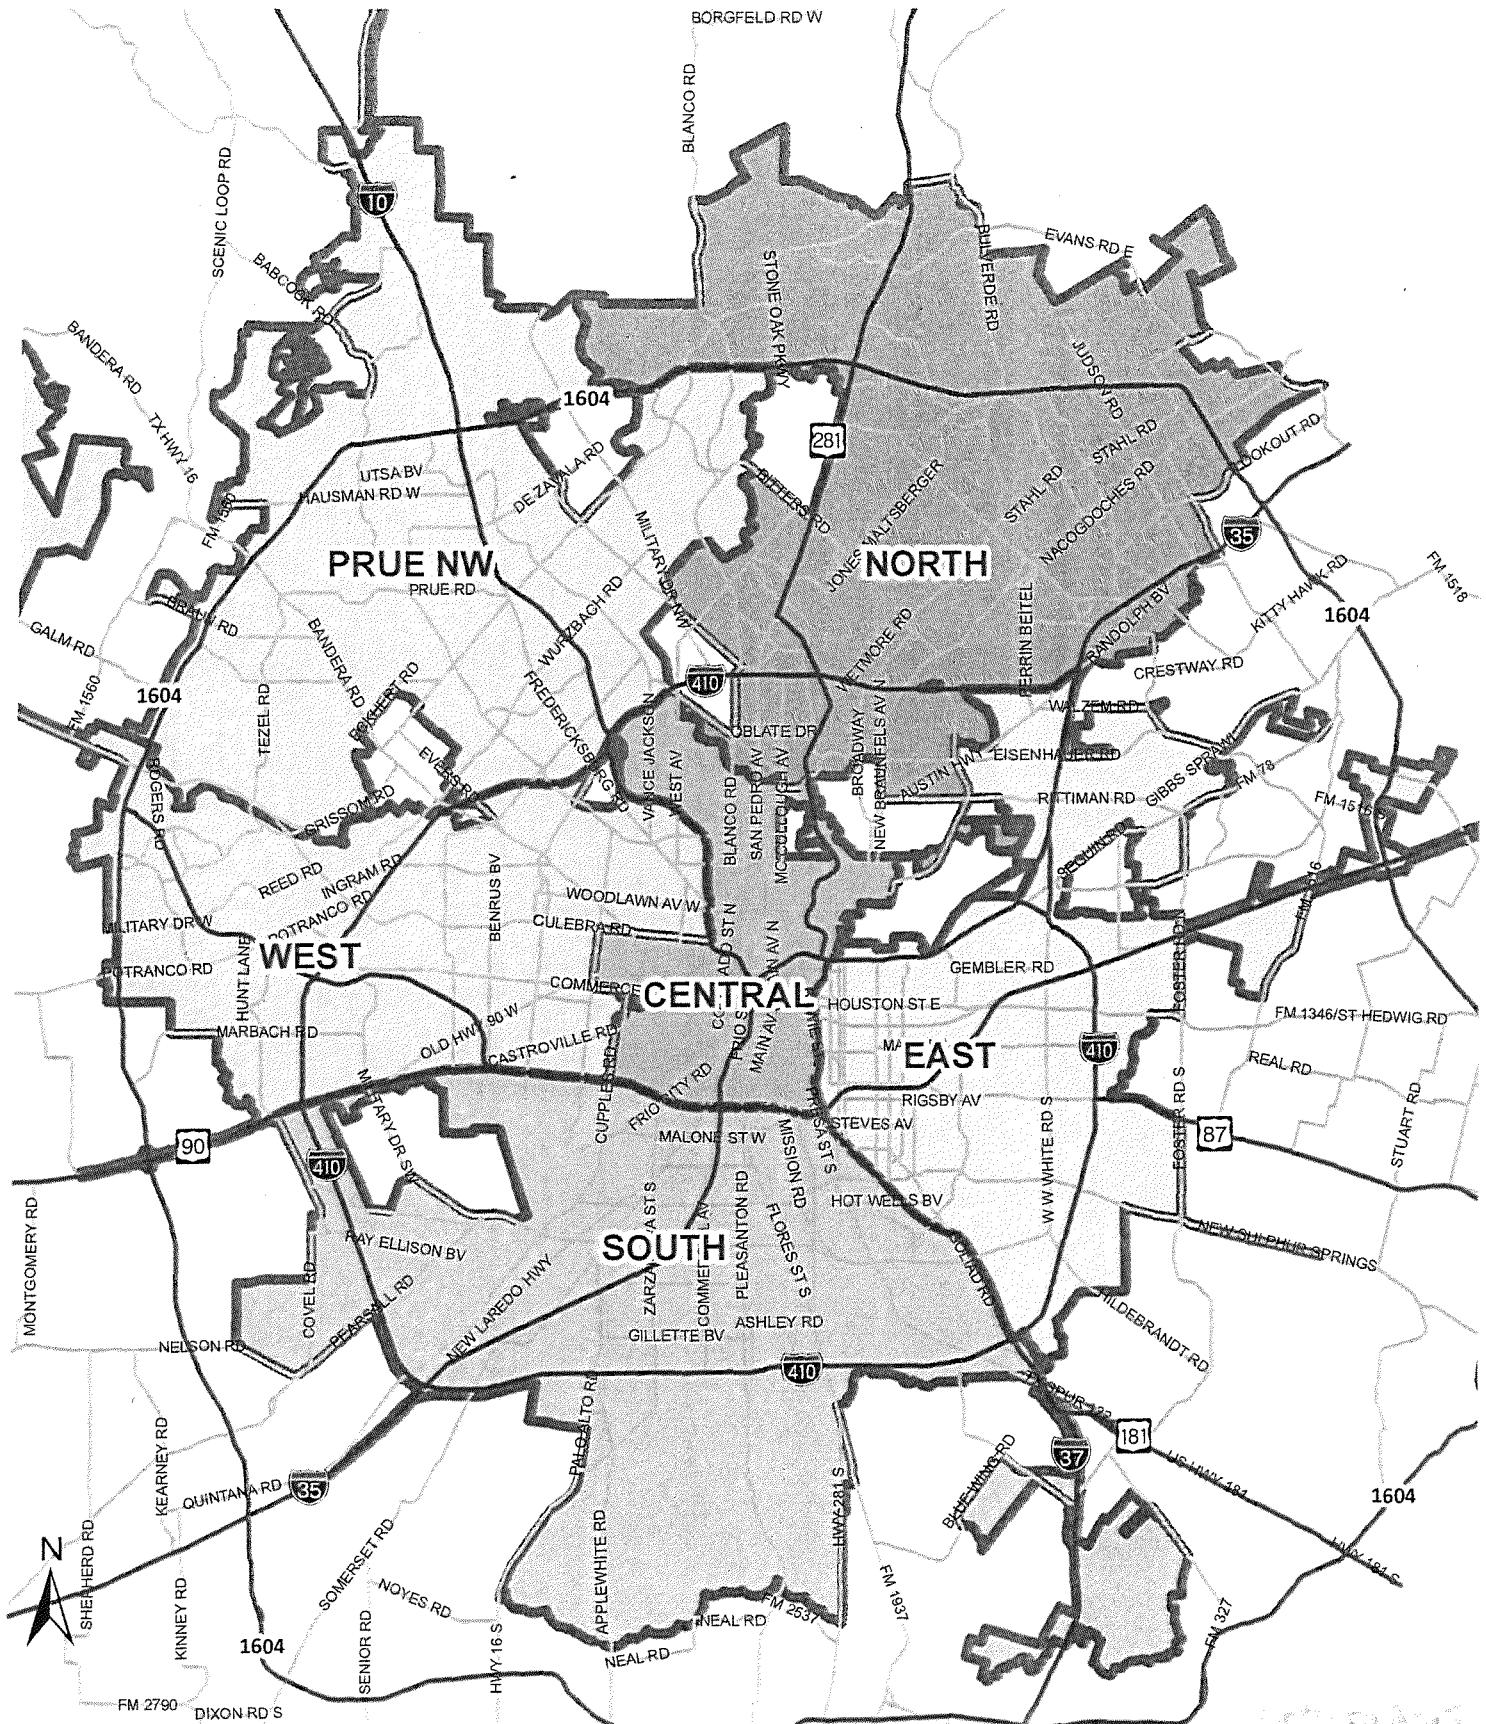 BORGFELD RD W
BLANCO RD
SCENIC LOOP RD
10
BULVERDE RD
EVANS RD E
BABCOCK RD
STONE OAK PKWY
BANDERA RD
TX HWY 16
JUDSON RD
1604
281
STAHL RD
LOOKOUT RD
UTSA BV
HAUSMAN RD W
DE ZAVALA RD
BITTERS RD
JONES MALTSBERGER
STAHL RD
NACOGDOCHES RD
FM 1560
MILITARY DR NW
35
PRUE NW
NORTH
PRUE RD
WURZBACH RD
FM 1518
KITTY HAWK RD
1604
BRAUN RD
GALM RD
BANDERA RD
WETMORE RD
PERRIN BEITEL
RANDOLPH BV
CRESTWAY RD
FM 1560
1604
TEZEL RD
ECKHERT RD
FREDERICKSBURG RD
410
VANCE JACKSON
WEST AV
OBLATE DR
WALZEM RD
EISENHAUER RD
EVERS RD
ROGERS RD
BLANCO RD
SAN PEDRO AV
MCCULLOUGH AV
BROADWAY
NEW BRAUNFELS AV N
AUSTIN HWY
GIBBS SPRAWL
FM 78
RITTIMAN RD
GRISSOM RD
SEGUIN RD
REED RD
INGRAM RD
POTRANCO RD
BENRUS BV
WOODLAWN AV W
CULEBRA RD
MILITARY DR W
HUNT LANE
WEST
POTRANCO RD
GEMBLER RD
FOSTER RD N
COMMERCE
CENTRAL
HOUSTON ST E
FM 1346/ST HEDWIG RD
MARBACH RD
OLD HWY 90 W
CASTROVILLE RD
EAST
410
REAL RD
CUPPLES RD
FRIO CITY RD
RIGSBY AV
STEVES AV
90
MILITARY DR SW
410
MALONE ST W
MISSION RD
PRESA ST S
W W WHITE RD S
FOSTER RD S
87
STUART RD
MONTGOMERY RD
HOT WELLS BV
PLEASANTON RD
FLORES ST S
RAY ELLISON BV
SOUTH
GOLIAD RD
NEW SULPHUR SPRINGS
COVEL RD
PEARSALL RD
NEW LAREDO HWY
GILLETTE BV
ASHLEY RD
HILDEBRANDT RD
NELSON RD
410
PALO ALTO RD
181
37
KEARNEY RD
QUINTANA RD
35
BLUE WING RD
US HWY 181
1604
HWY 281 S
N
SHEPHERD RD
KINNEY RD
SOMERSET RD
NOYES RD
APPLEWHITE RD
FM 2537
FM 1937
HWY 181 S
FM 327
1604
SENIOR RD
HWY 16 S
NEAL RD
NEAL RD
FM 2790
DIXON RD S